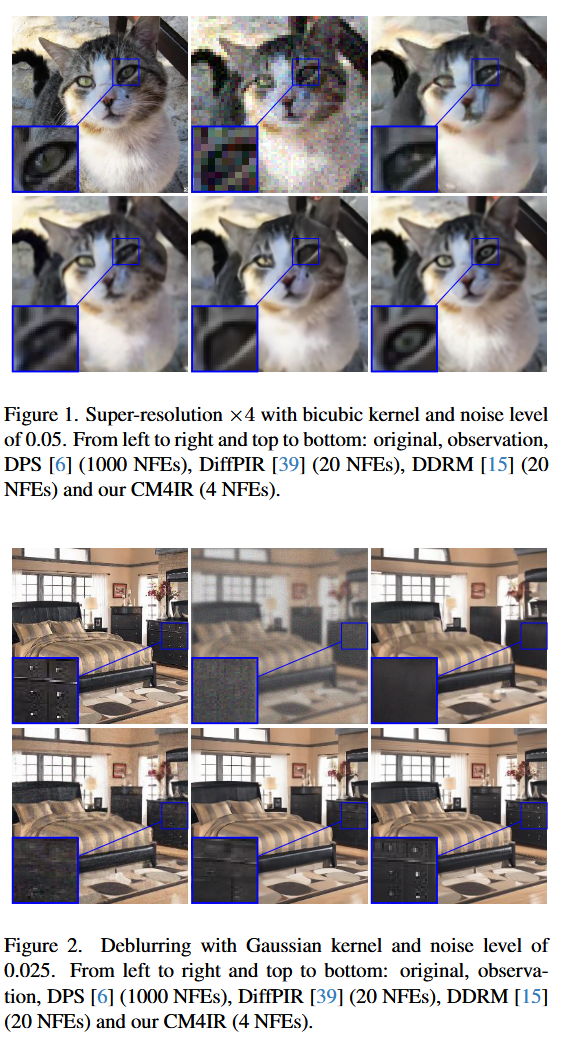 Figure 1. Super-resolution ×4 with bicubic kernel and noise level
of 0.05. From left to right and top to bottom: original, observation,
DPS [6] (1000 NFEs), DiffPIR [39] (20 NFEs), DDRM [15] (20
NFEs) and our CM4IR (4 NFEs).
Figure 2. Deblurring with Gaussian kernel and noise level of
0.025. From left to right and top to bottom: original, observa-
tion, DPS [6] (1000 NFEs), DiffPIR [39] (20 NFEs), DDRM [15]
(20 NFEs) and our CM4IR (4 NFEs).